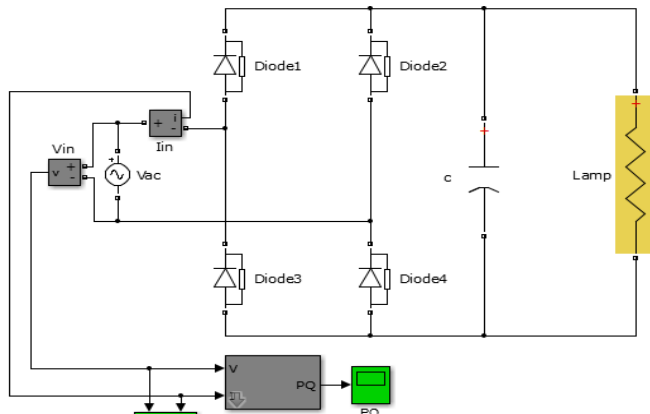 Diode1
Diode2
i
+
-
Iin
Vin
+
v
-
+
Vac
c
+
+
Lamp
Diode3
Diode4
V
I
PQ
PQ